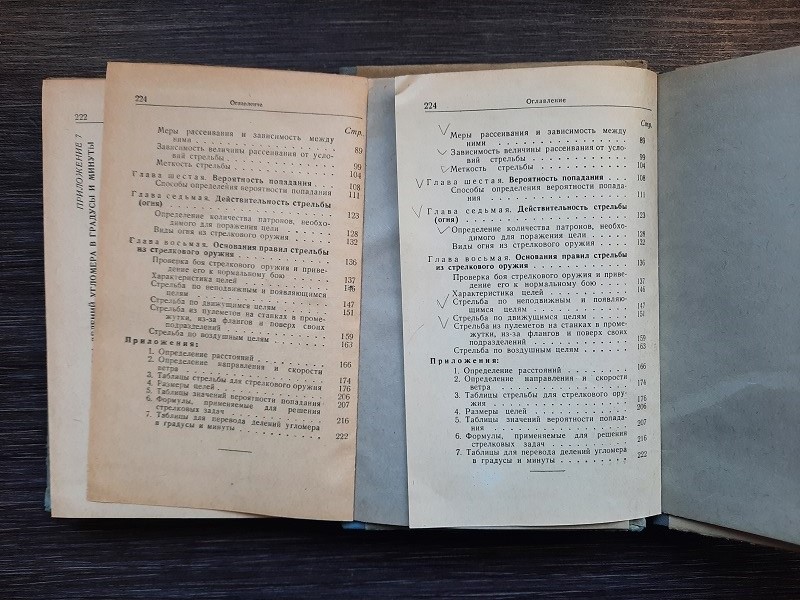 222
ПРИЛОЖЕНИЕ 7
ДЕЛЕНИЙ УГЛОМЕРА В ГРАДУСЫ И МИНУТЫ
224
Оглавление
Стр.
Меры рассеивания и зависимость между
ними . . . . . . . . . . . . . . . . 89
Зависимость величины рассеивания от усло-
вий стрельбы . . . . . . . . . . . . 99
Меткость стрельбы . . . . . . . . . . . 104
Глава шестая. Вероятность попадания . . . 108
Способы определения вероятности попадания 111
Глава седьмая. Действительность стрельбы
(огня) . . . . . . . . . . . . . . . . 123
Определение количества патронов, необхо-
димого для поражения цели . . . . . . 128
Виды огня из стрелкового оружия . . . . 132
Глава восьмая. Основания правил стрельбы
из стрелкового оружия . . . . . . . . . 136
Проверка боя стрелкового оружия и приве-
дение его к нормальному бою . . . . . 137
Характеристика целей . . . . . . . . . . 146
Стрельба по неподвижным и появляющимся
целям . . . . . . . . . . . . . . . . 147
Стрельба по движущимся целям . . . . . . 151
Стрельба из пулеметов на станках в проме-
жутки, из-за флангов и поверх своих
подразделений . . . . . . . . . . . . 159
Стрельба по воздушным целям . . . . . . 163
Приложения:
1. Определение расстояний . . . . . . . . 166
2. Определение направления и скорости
ветра . . . . . . . . . . . . . . . . 174
3. Таблицы стрельбы для стрелкового оружия 176
4. Размеры целей . . . . . . . . . . . . 206
5. Таблицы значений вероятности попадания 207
6. Формулы, применяемые для решения
стрелковых задач . . . . . . . . . . . 216
7. Таблицы для перевода делений угломера
в градусы и минуты . . . . . . . . . . 222
224
Оглавление
Стр.
Меры рассеивания и зависимость между
ними . . . . . . . . . . . . . . . . 89
Зависимость величины рассеивания от усло-
вий стрельбы . . . . . . . . . . . . 99
Меткость стрельбы . . . . . . . . . . . 104
Глава шестая. Вероятность попадания . . . 108
Способы определения вероятности попада-
ния . . . . . . . . . . . . . . . . . 111
Глава седьмая. Действительность стрельбы
(огня) . . . . . . . . . . . . . . . . 123
Определение количества патронов, необхо-
димого для поражения цели . . . . . . 128
Виды огня из стрелкового оружия . . . . 132
Глава восьмая. Основания правил стрельбы
из стрелкового оружия . . . . . . . . . 136
Проверка боя стрелкового оружия и приве-
дение его к нормальному бою . . . . . 137
Характеристика целей . . . . . . . . . . 146
Стрельба по неподвижным и появляю-
щимся целям . . . . . . . . . . . . . 147
Стрельба по движущимся целям . . . . . . 151
Стрельба из пулеметов на станках в проме-
жутки, из-за флангов и поверх своих
подразделений . . . . . . . . . . . . 159
Стрельба по воздушным целям . . . . . . 163
Приложения:
1. Определение расстояний . . . . . . . . 166
2. Определение направления и скорости
ветра . . . . . . . . . . . . . . . . 174
3. Таблицы стрельбы для стрелкового ору-
жия . . . . . . . . . . . . . . . . . 176
4. Размеры целей . . . . . . . . . . . . 206
5. Таблицы значений вероятности попада-
ния . . . . . . . . . . . . . . . . . 207
6. Формулы, применяемые для решения
стрелковых задач . . . . . . . . . . . 216
7. Таблицы для перевода делений угломера
в градусы и минуты . . . . . . . . . . 222